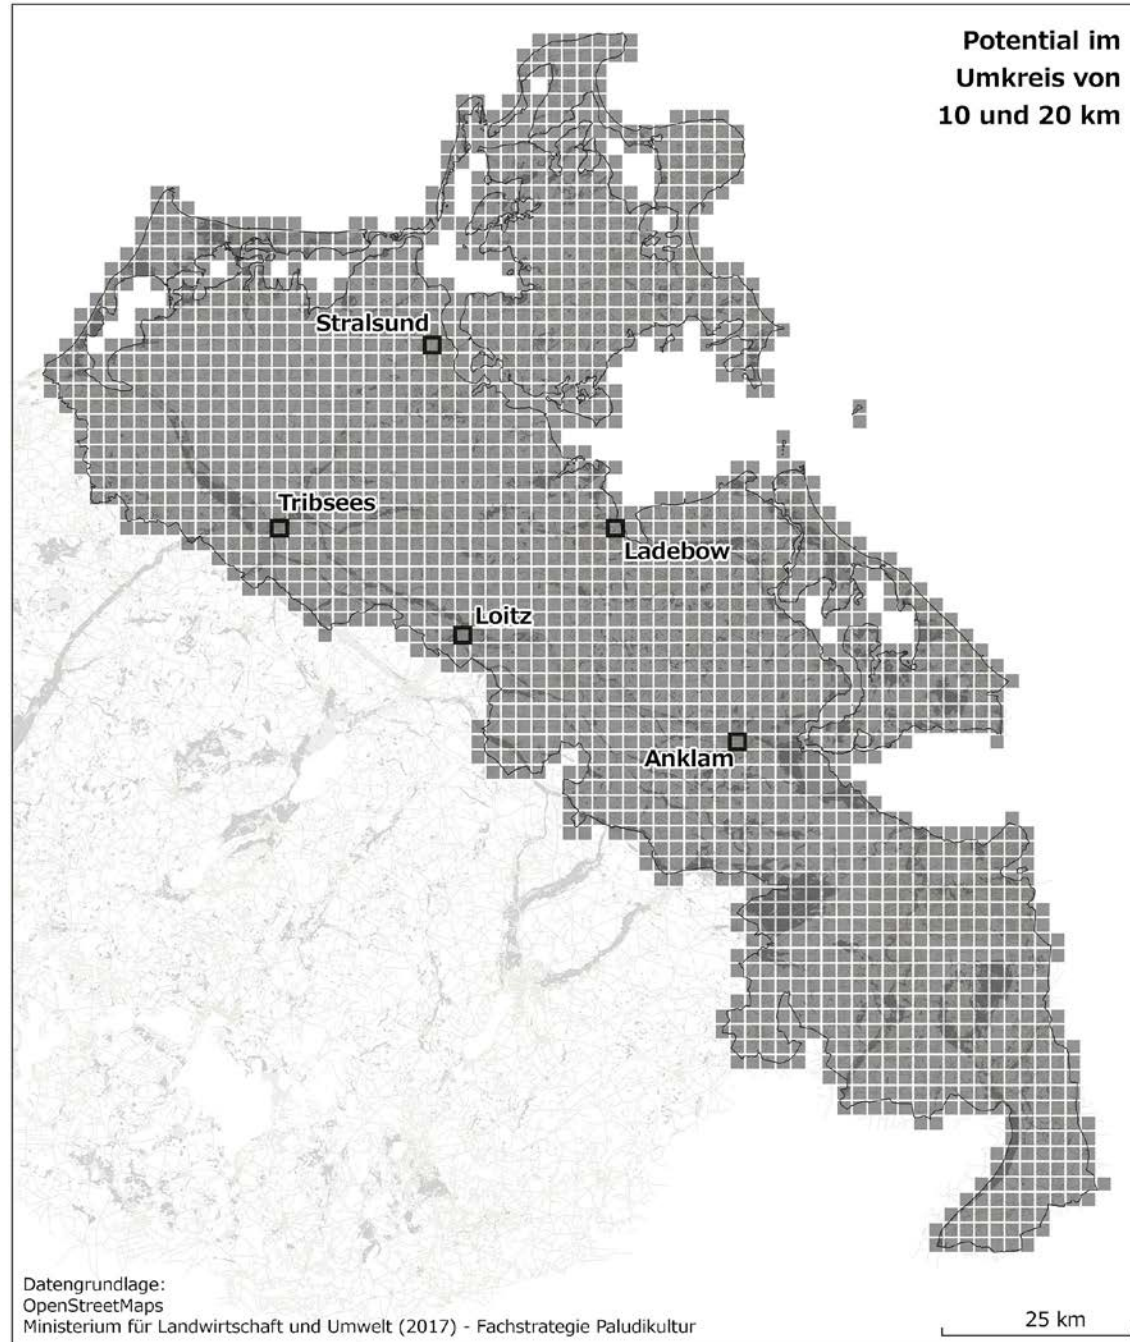 Potential im
Umkreis von
10 und 20 km
Stralsund
Tribsees
Ladebow
Loitz
Anklam
Datengrundlage:
OpenStreetMaps
Ministerium für Landwirtschaft und Umwelt (2017) - Fachstrategie Paludikultur
25 km